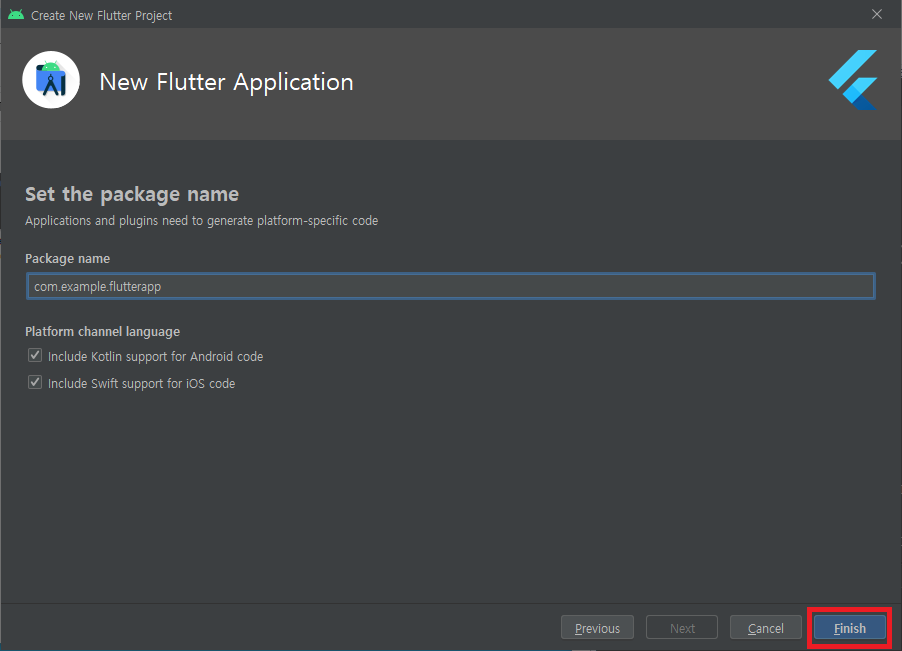 Create New Flutter Project
New Flutter Application
Set the package name
Applications and plugins need to generate platform-specific code
Package name
com.example.flutterapp
Platform channel language
Include Kotlin support for Android code
Include Swift support for iOS code
Previous Next Cancel Finish